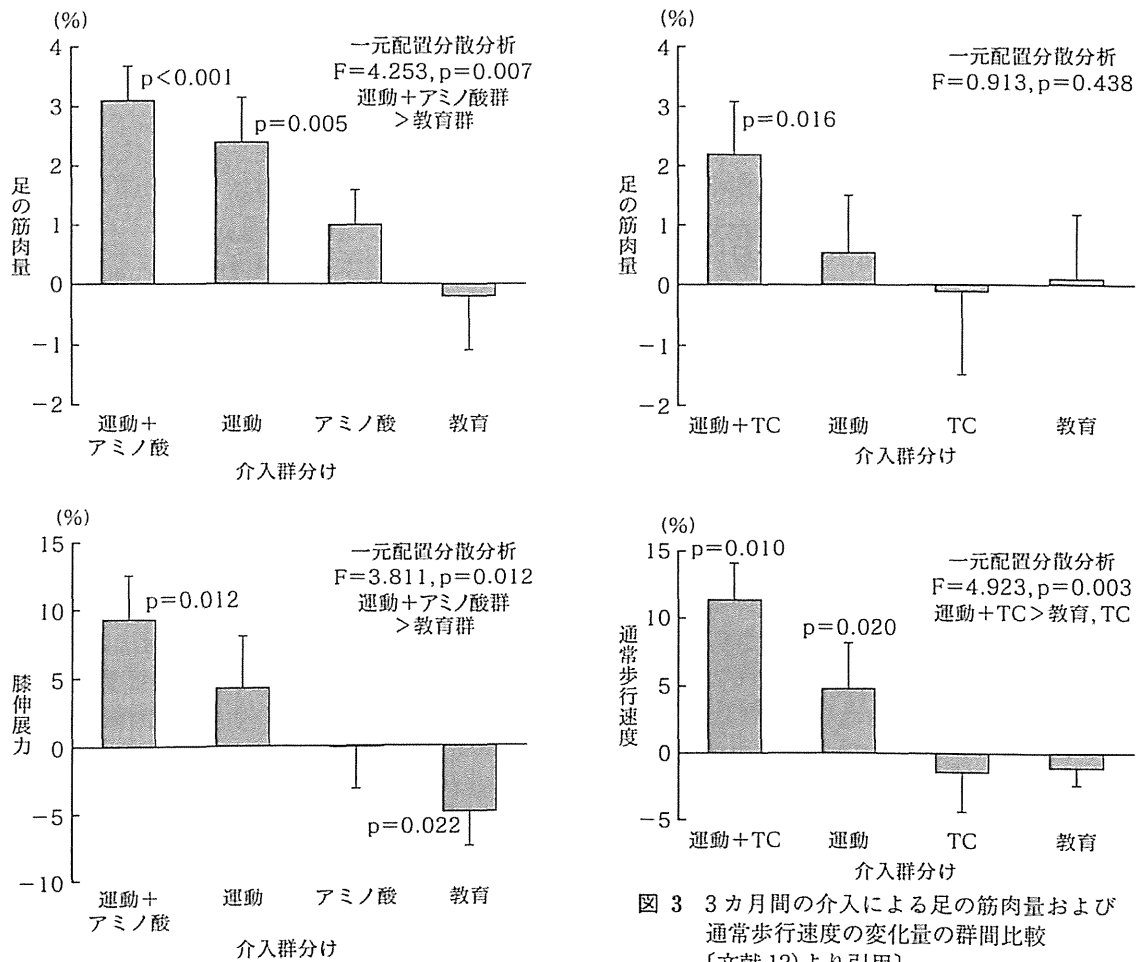 (%)
4
3
2
1
0
−1
−2
足の筋肉量
p<0.001
p=0.005
一元配置分散分析
F=4.253, p=0.007
運動+アミノ酸群
>教育群
運動+
アミノ酸
運動
アミノ酸
教育
介入群分け
(%)
4
3
2
1
0
−1
−2
足の筋肉量
p=0.016
一元配置分散分析
F=0.913, p=0.438
運動+TC
運動
TC
教育
介入群分け
(%)
15
10
5
0
−5
−10
膝伸展力
p=0.012
p=0.022
一元配置分散分析
F=3.811, p=0.012
運動+アミノ酸群
>教育群
運動+
アミノ酸
運動
アミノ酸
教育
介入群分け
(%)
15
10
5
0
−5
通常歩行速度
p=0.010
p=0.020
一元配置分散分析
F=4.923, p=0.003
運動+TC>教育, TC
運動+TC
運動
TC
教育
介入群分け
図 3 3カ月間の介入による足の筋肉量および
通常歩行速度の変化量の群間比較
〔文献12)より引用〕